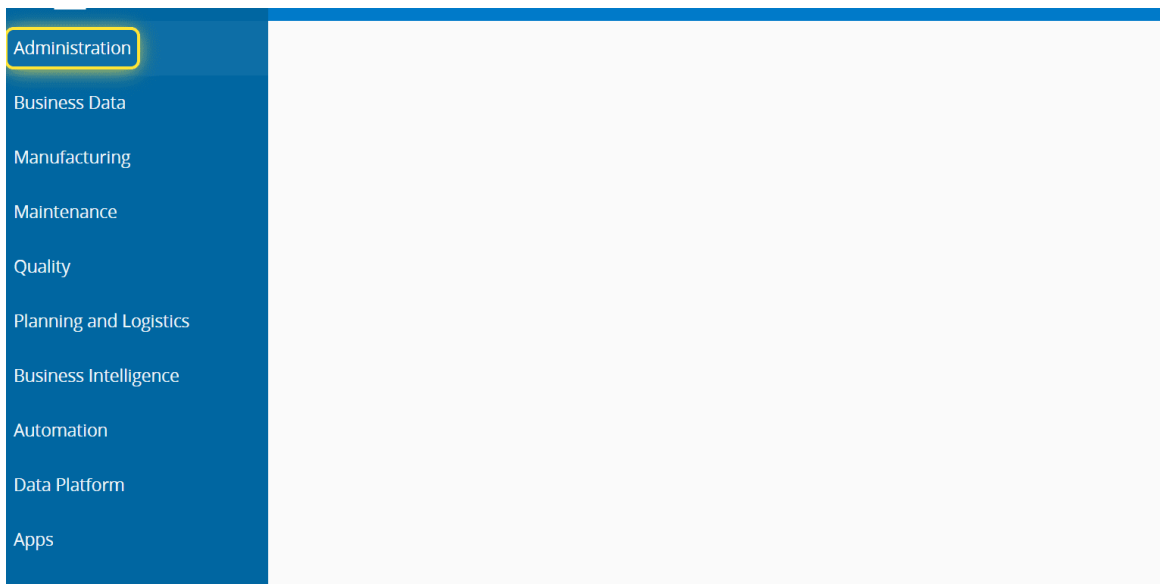 Administration
Business Data
Manufacturing
Maintenance
Quality
Planning and Logistics
Business Intelligence
Automation
Data Platform
Apps